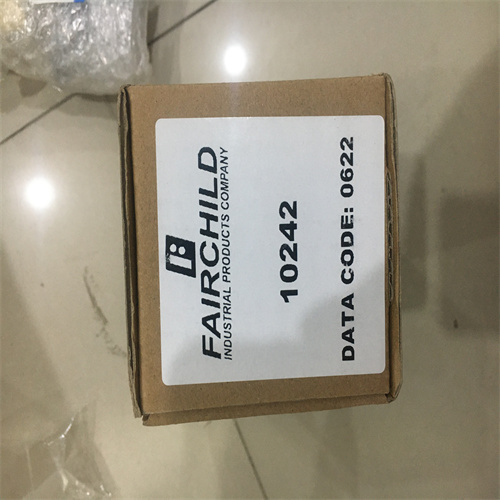 FAIRCHILD
INDUSTRIAL PRODUCTS COMPANY
10242
DATA CODE: 0622